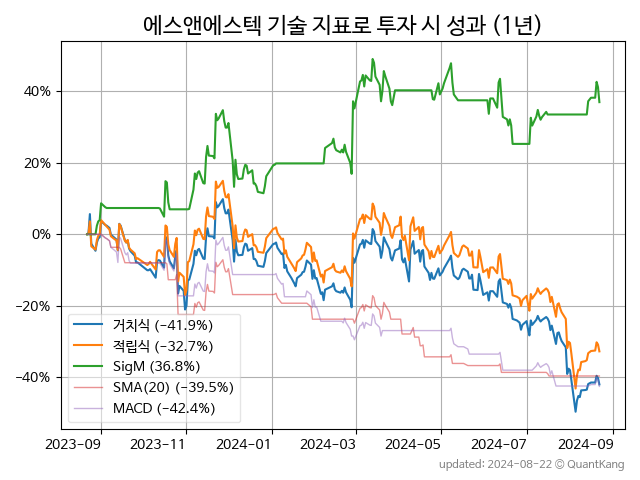 에스앤에스텍 기술 지표로 투자 시 성과 (1년)
40%
20%
0%
−20%
−40%
거치식 (−41.9%)
적립식 (−32.7%)
SigM (36.8%)
SMA(20) (−39.5%)
MACD (−42.4%)
2023−09 2023−11 2024−01 2024−03 2024−05 2024−07 2024−09
updated: 2024−08−22 © QuantKang